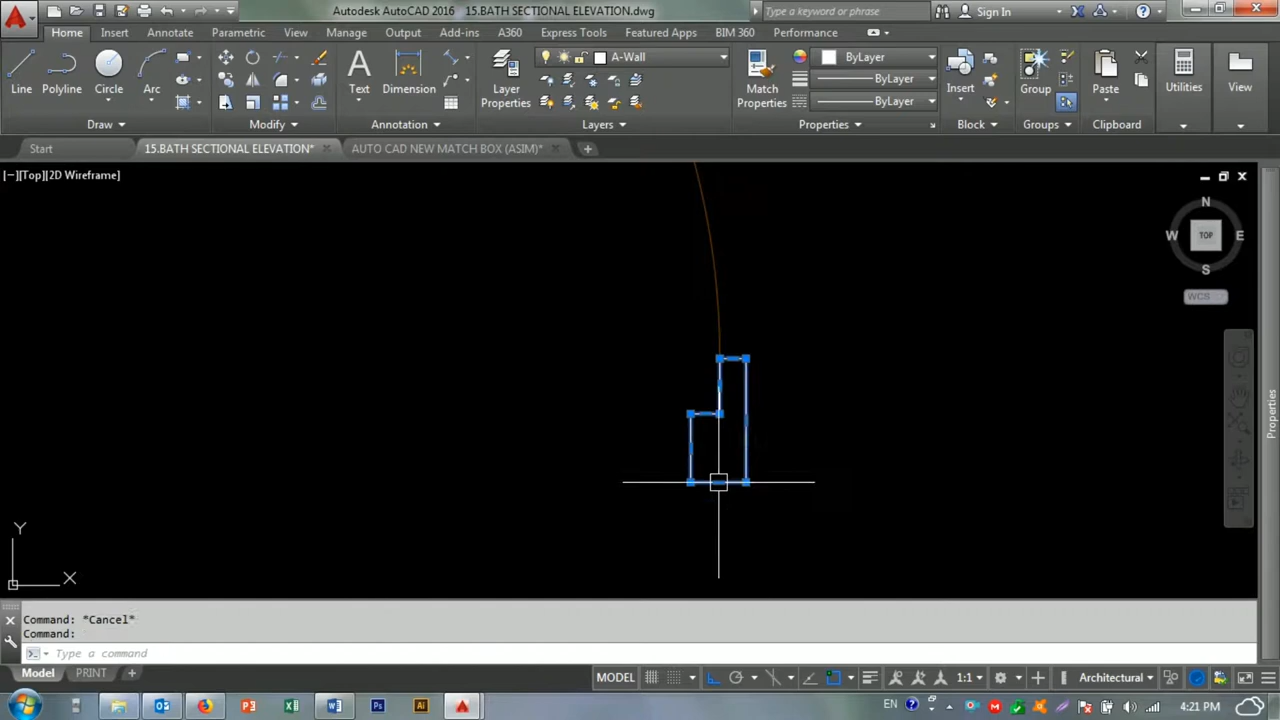 Autodesk AutoCAD 2016 15.BATH SECTIONAL ELEVATION.dwg
Type a keyword or phrase
Sign In
Home Insert Annotate Parametric View Manage Output Add-ins A360 Express Tools Featured Apps BIM 360 Performance
A-Wall
ByLayer
ByLayer
ByLayer
Line Polyline Circle Arc Text Dimension Layer Properties Match Properties Insert Group Paste Utilities View
Draw Modify Annotation Layers Properties Block Groups Clipboard
Start 15.BATH SECTIONAL ELEVATION* AUTO CAD NEW MATCH BOX (ASIM)*
[−][Top][2D Wireframe]
N
W TOP E
S
WCS
Properties
Y
X
Command: *Cancel*
Command:
Type a command
Model PRINT
MODEL 1:1 Architectural
EN 4:21 PM